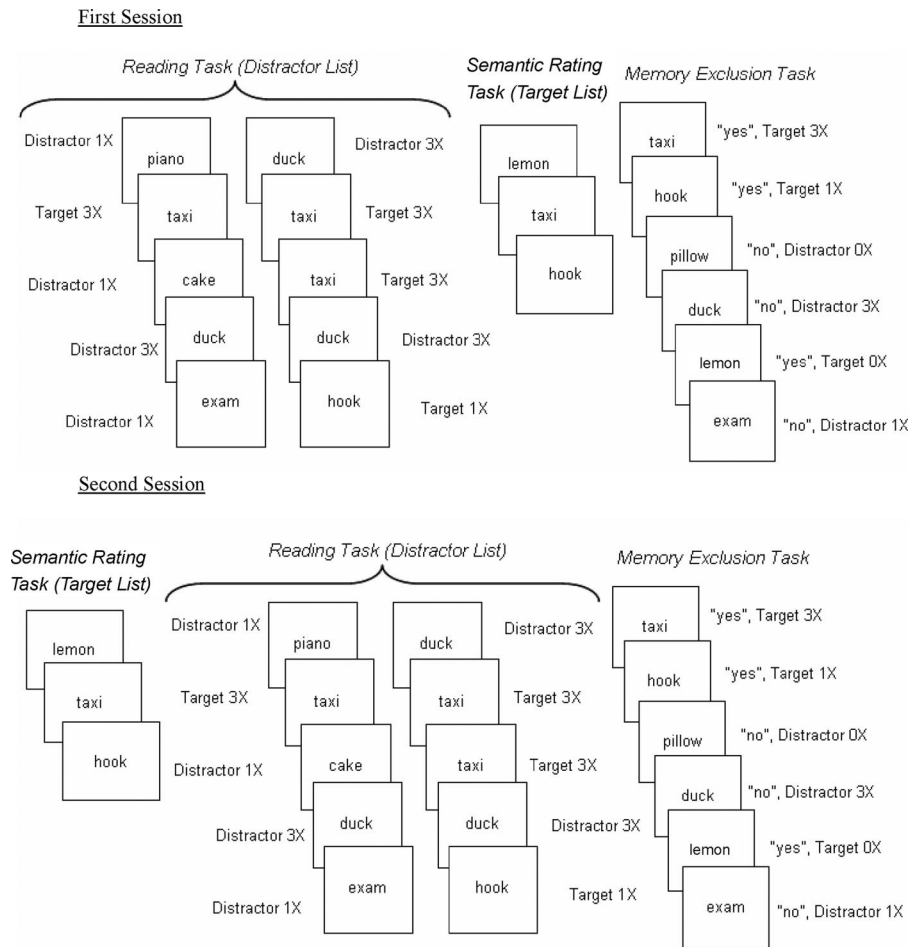 First Session
Reading Task (Distractor List)
Semantic Rating
Task (Target List)
Memory Exclusion Task
Distractor 1X
piano
Target 3X
taxi
Distractor 1X
cake
Distractor 3X
duck
Distractor 1X
exam
duck
Distractor 3X
taxi
Target 3X
taxi
Target 3X
duck
Distractor 3X
hook
Target 1X
lemon
taxi
hook
taxi
"yes", Target 3X
hook
"yes", Target 1X
pillow
"no", Distractor 0X
duck
"no", Distractor 3X
lemon
"yes", Target 0X
exam
"no", Distractor 1X
Second Session
Semantic Rating
Task (Target List)
Reading Task (Distractor List)
Memory Exclusion Task
lemon
taxi
hook
Distractor 1X
piano
Target 3X
taxi
Distractor 1X
cake
Distractor 3X
duck
Distractor 1X
exam
duck
Distractor 3X
taxi
Target 3X
taxi
Target 3X
duck
Distractor 3X
hook
Target 1X
taxi
"yes", Target 3X
hook
"yes", Target 1X
pillow
"no", Distractor 0X
duck
"no", Distractor 3X
lemon
"yes", Target 0X
exam
"no", Distractor 1X